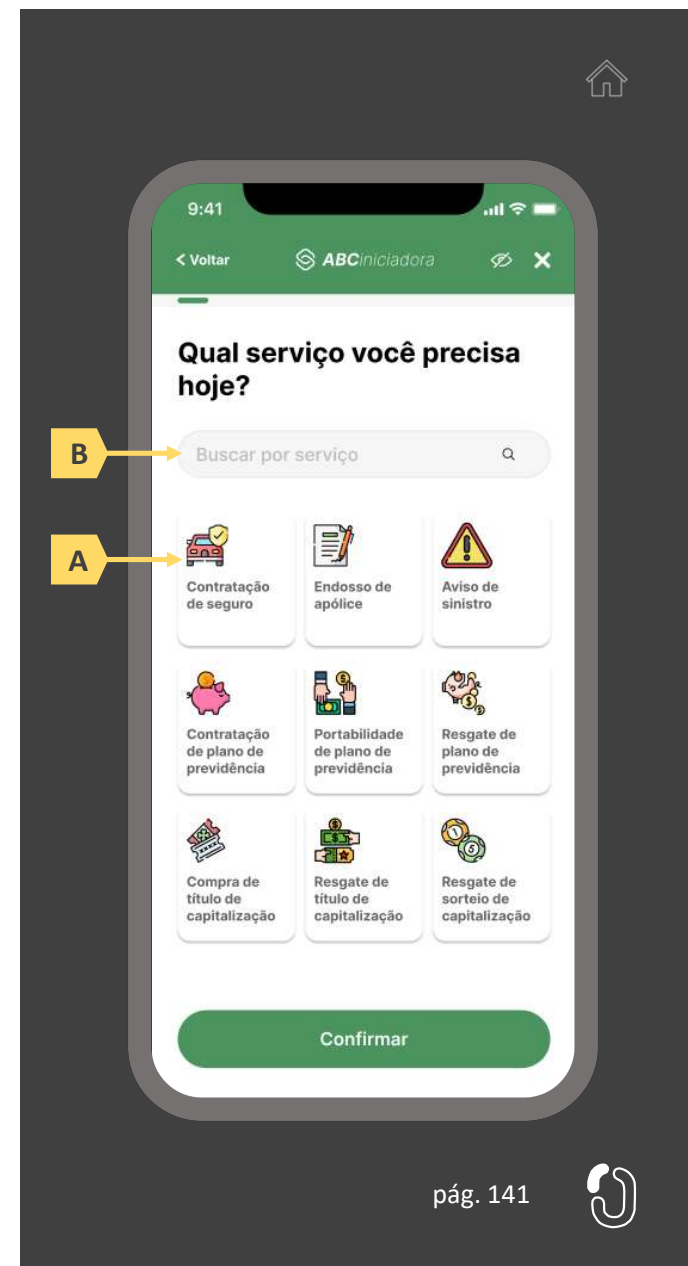 9:41
< Voltar
ABCiniciadora
Qual serviço você precisa
hoje?
B
Buscar por serviço
A
Contratação
de seguro
Endosso de
apólice
Aviso de
sinistro
Contratação
de plano de
previdência
Portabilidade
de plano de
previdência
Resgate de
plano de
previdência
Compra de
título de
capitalização
Resgate de
título de
capitalização
Resgate de
sorteio de
capitalização
Confirmar
pág. 141